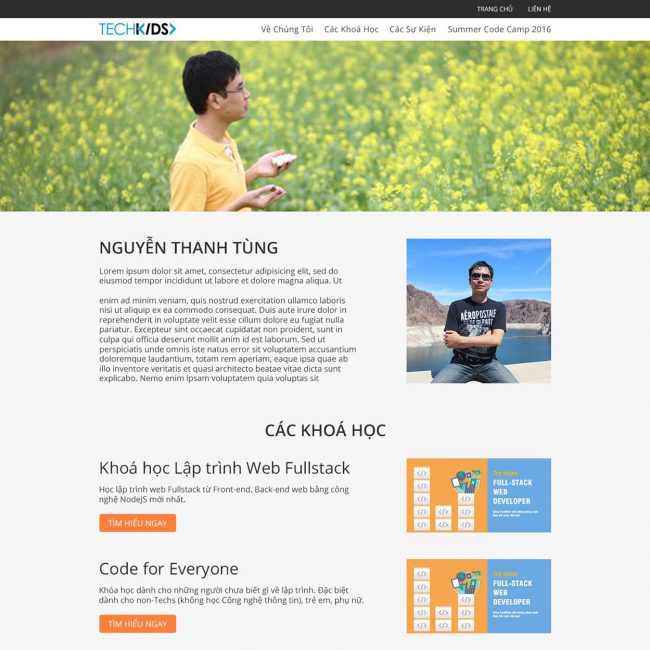 TRANG CHỦ LIÊN HỆ
TECHKIDS
Về Chúng Tôi Các Khoá Học Các Sự Kiện Summer Code Camp 2016
NGUYỄN THANH TÙNG
Lorem ipsum dolor sit amet, consectetur adipisicing elit, sed do
eiusmod tempor incididunt ut labore et dolore magna aliqua. Ut
enim ad minim veniam, quis nostrud exercitation ullamco laboris
nisi ut aliquip ex ea commodo consequat. Duis aute irure dolor in
reprehenderit in voluptate velit esse cillum dolore eu fugiat nulla
pariatur. Excepteur sint occaecat cupidatat non proident, sunt in
culpa qui officia deserunt mollit anim id est laborum. Sed ut
perspiciatis unde omnis iste natus error sit voluptatem accusantium
doloremque laudantium, totam rem aperiam, eaque ipsa quae ab
illo inventore veritatis et quasi architecto beatae vitae dicta sunt
explicabo. Nemo enim ipsam voluptatem quia voluptas sit
AÉROPOSTALE
CÁC KHOÁ HỌC
Khoá học Lập trình Web Fullstack
Học lập trình web Fullstack từ Front-end, Back-end web bằng công
nghệ NodeJS mới nhất.
TÌM HIỂU NGAY
Trở thành
FULL-STACK
WEB
DEVELOPER
Code for Everyone
Khóa học dành cho những người chưa biết gì về lập trình. Đặc biệt
dành cho non-Techs (không học Công nghệ thông tin), trẻ em, phụ nữ.
TÌM HIỂU NGAY
Trở thành
FULL-STACK
WEB
DEVELOPER